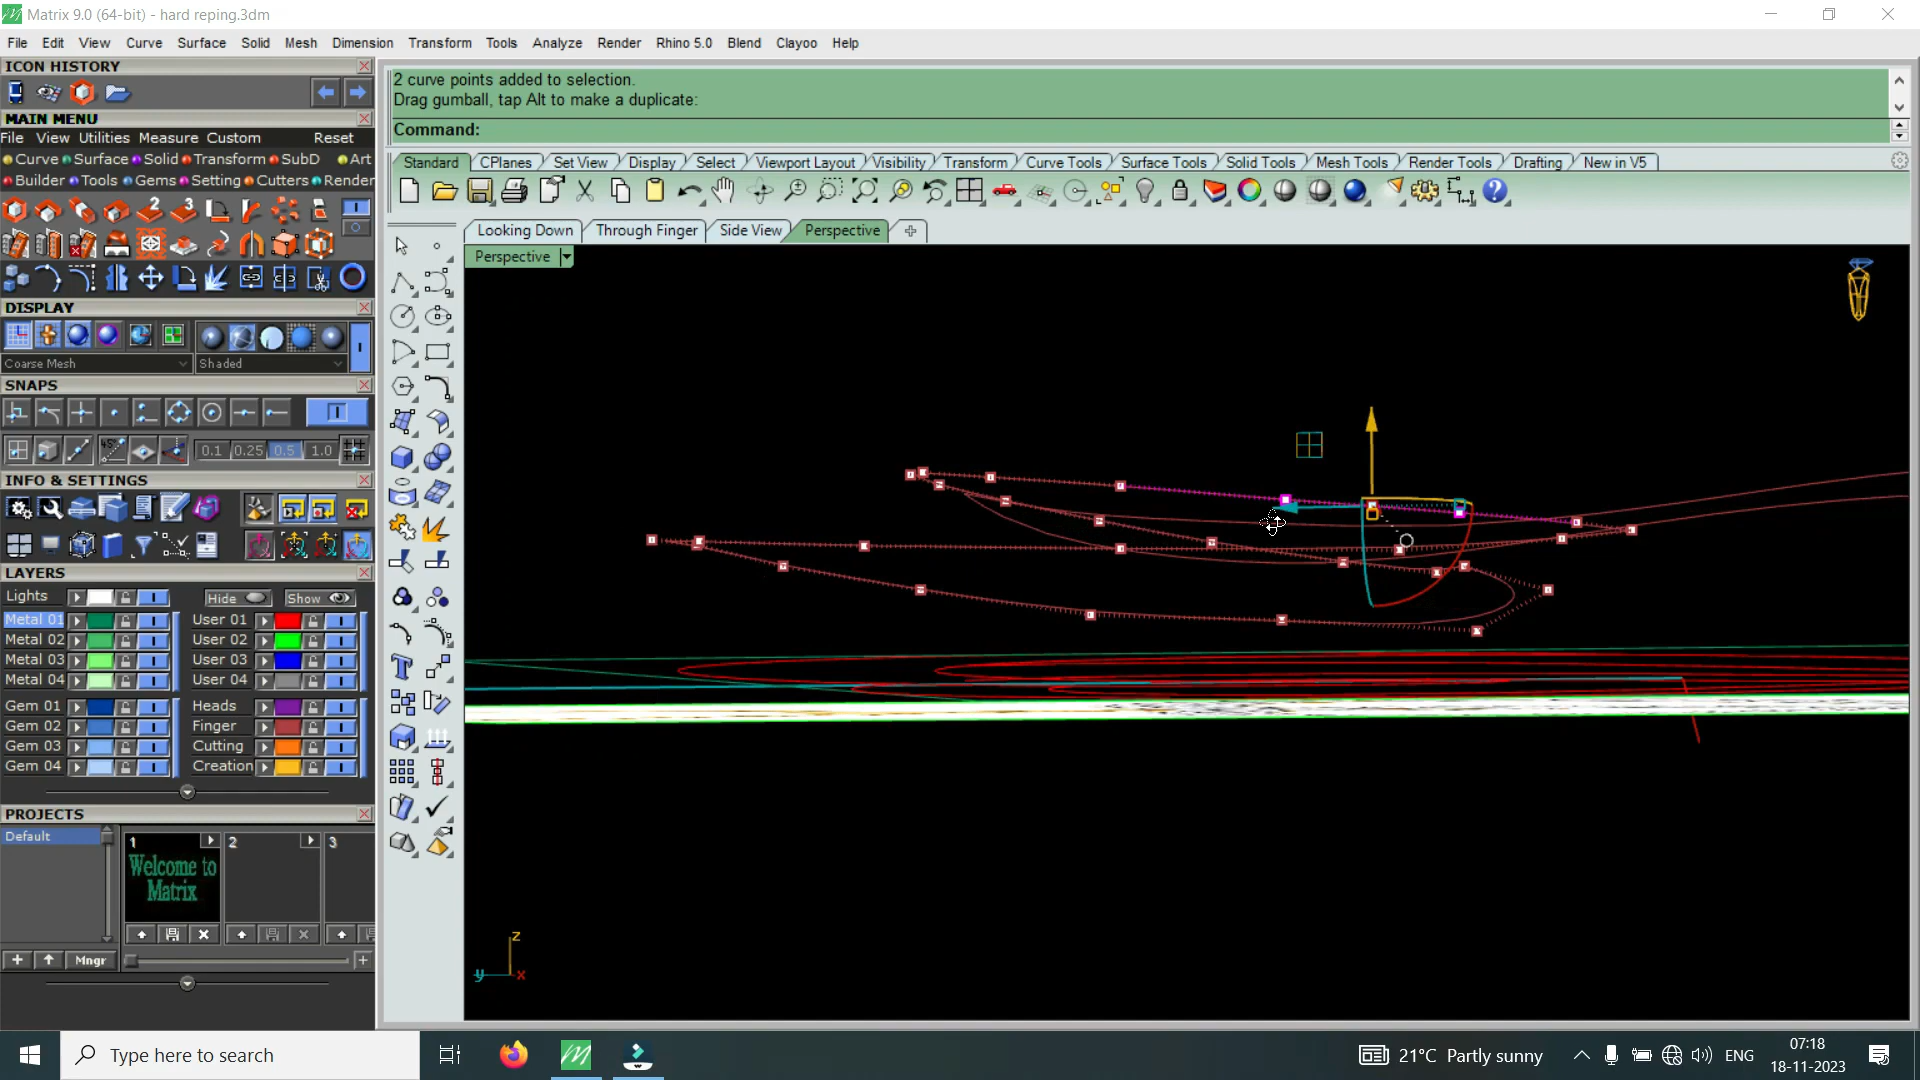 Matrix 9.0 (64-bit) - hard reping.3dm
File Edit View Curve Surface Solid Mesh Dimension Transform Tools Analyze Render Rhino 5.0 Blend Clayoo Help
ICON HISTORY
MAIN MENU
File View Utilities Measure Custom Reset
Curve Surface Solid Transform SubD Art
Builder Tools Gems Setting Cutters Render
2 3
DISPLAY
Coarse Mesh Shaded
SNAPS
0.1 0.25 0.5 1.0
INFO & SETTINGS
LAYERS
Lights Hide Show
Metal 01 User 01
Metal 02 User 02
Metal 03 User 03
Metal 04 User 04
Gem 01 Heads
Gem 02 Finger
Gem 03 Cutting
Gem 04 Creation
PROJECTS
Default 1 2 3
Welcome to
Matrix
Mngr
2 curve points added to selection.
Drag gumball, tap Alt to make a duplicate:
Command:
Standard CPlanes Set View Display Select Viewport Layout Visibility Transform Curve Tools Surface Tools Solid Tools Mesh Tools Render Tools Drafting New in V5
Looking Down Through Finger Side View Perspective
Perspective
z
y x
Type here to search
21°C Partly sunny
ENG
07:18
18-11-2023